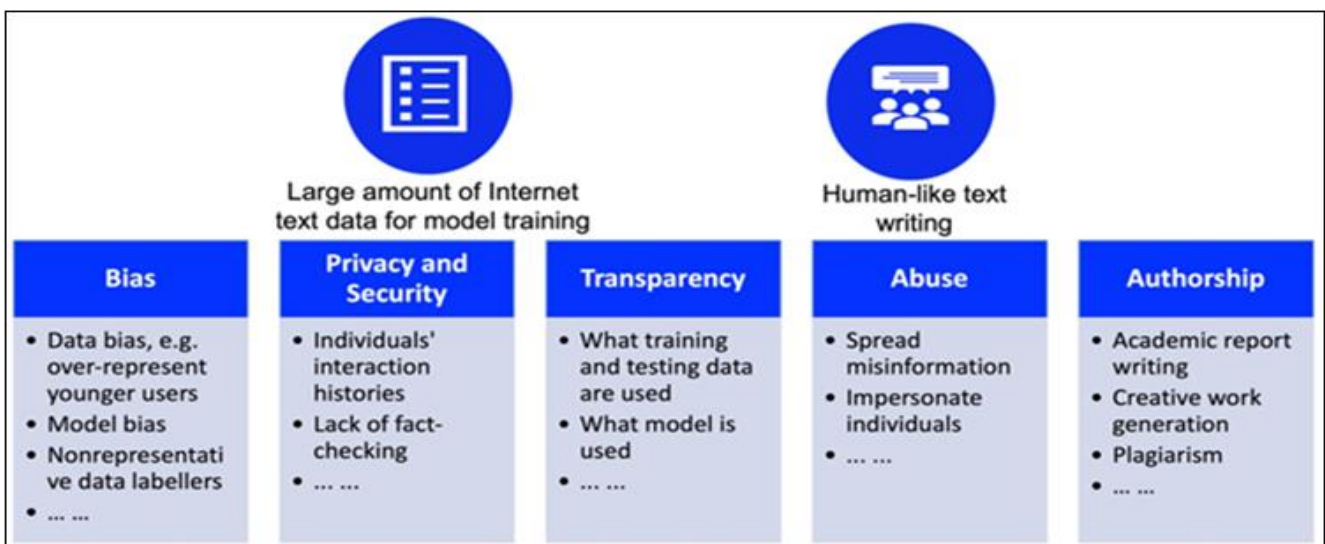 Large amount of Internet
text data for model training
Human-like text
writing
Bias
• Data bias, e.g.
over-represent
younger users
• Model bias
• Nonrepresentati
ve data labellers
• ... ...
Privacy and
Security
• Individuals'
interaction
histories
• Lack of fact-
checking
• ... ...
Transparency
• What training
and testing data
are used
• What model is
used
• ... ...
Abuse
• Spread
misinformation
• Impersonate
individuals
• ... ...
Authorship
• Academic report
writing
• Creative work
generation
• Plagiarism
• ... ...